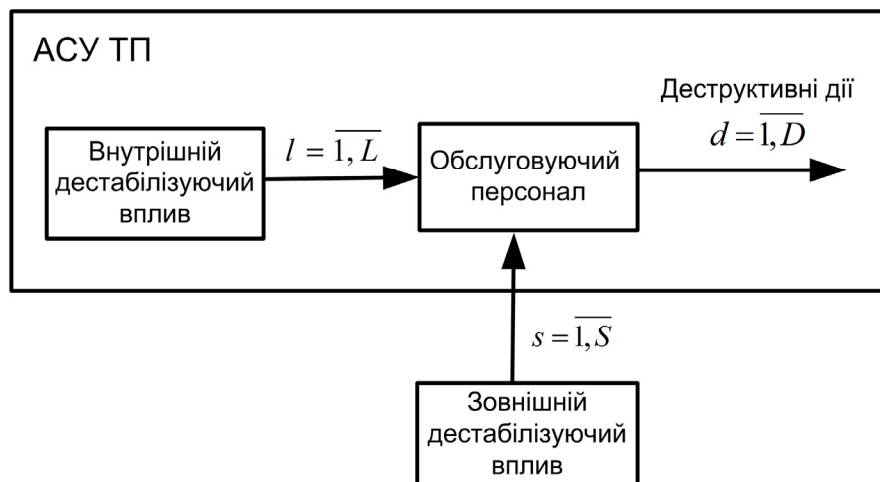 АСУ ТП
Деструктивні дії
d = 1, D
Внутрішній
дестабілізуючий
вплив
l = 1, L
Обслуговуючий
персонал
s = 1, S
Зовнішній
дестабілізуючий
вплив